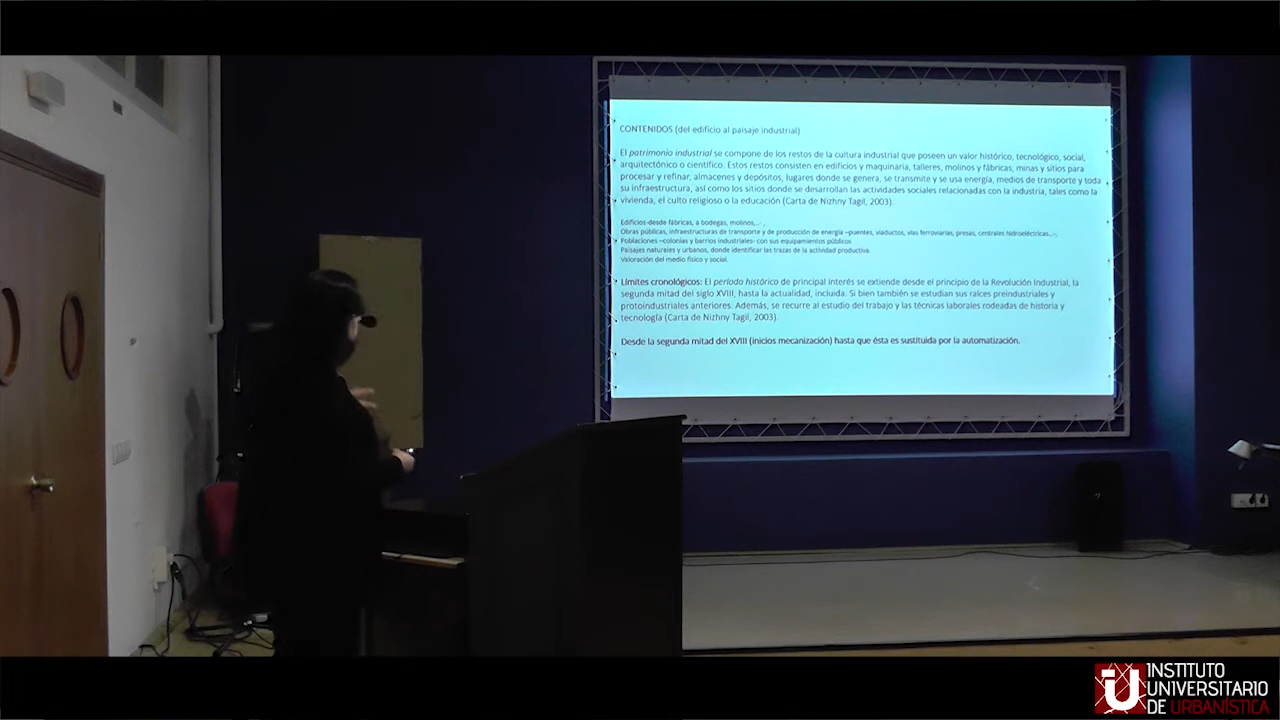 CONTENIDOS (del edificio al paisaje industrial)
El patrimonio industrial se compone de los restos de la cultura industrial que poseen un valor histórico, tecnológico, social,
arquitectónico o científico. Estos restos consisten en edificios y maquinaria, talleres, molinos y fábricas, minas y sitios para
procesar y refinar, almacenes y depósitos, lugares donde se genera, se transmite y se usa energía, medios de transporte y toda
su infraestructura, así como los sitios donde se desarrollan las actividades sociales relacionadas con la industria, tales como la
vivienda, el culto religioso o la educación (Carta de Nizhny Tagil, 2003).
Edificios-desde fábricas, a bodegas, molinos,..- ,
Obras públicas, infraestructuras de transporte y de producción de energía –puentes, viaductos, vías ferroviarias, presas, centrales hidroeléctricas,..-,
Poblaciones –colonias y barrios industriales- con sus equipamientos públicos
Paisajes naturales y urbanos, donde identificar las trazas de la actividad productiva.
Valoración del medio físico y social.
Límites cronológicos: El período histórico de principal interés se extiende desde el principio de la Revolución Industrial, la
segunda mitad del siglo XVIII, hasta la actualidad, incluida. Si bien también se estudian sus raíces preindustriales y
protoindustriales anteriores. Además, se recurre al estudio del trabajo y las técnicas laborales rodeadas de historia y
tecnología (Carta de Nizhny Tagil, 2003).
Desde la segunda mitad del XVIII (inicios mecanización) hasta que ésta es sustituida por la automatización.
iU INSTITUTO
UNIVERSITARIO
DE URBANÍSTICA